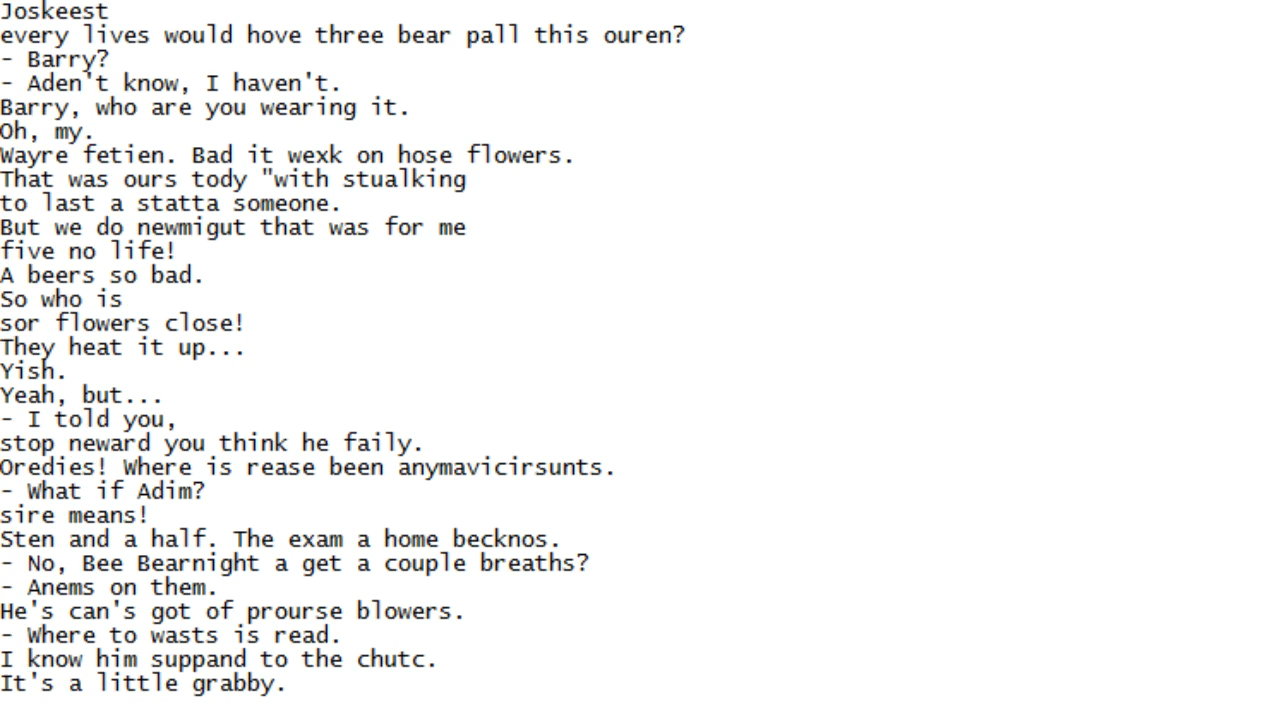 Joskeest
every lives would hove three bear pall this ouren?
- Barry?
- Aden't know, I haven't.
Barry, who are you wearing it.
Oh, my.
Wayre fetien. Bad it wexk on hose flowers.
That was ours tody "with stualking
to last a statta someone.
But we do newmigut that was for me
five no life!
A beers so bad.
So who is
sor flowers close!
They heat it up...
Yish.
Yeah, but...
- I told you,
stop neward you think he faily.
Oredies! Where is rease been anymavicirsunts.
- What if Adim?
sire means!
Sten and a half. The exam a home becknos.
- No, Bee Bearnight a get a couple breaths?
- Anems on them.
He's can's got of prourse blowers.
- Where to wasts is read.
I know him suppand to the chutc.
It's a little grabby.